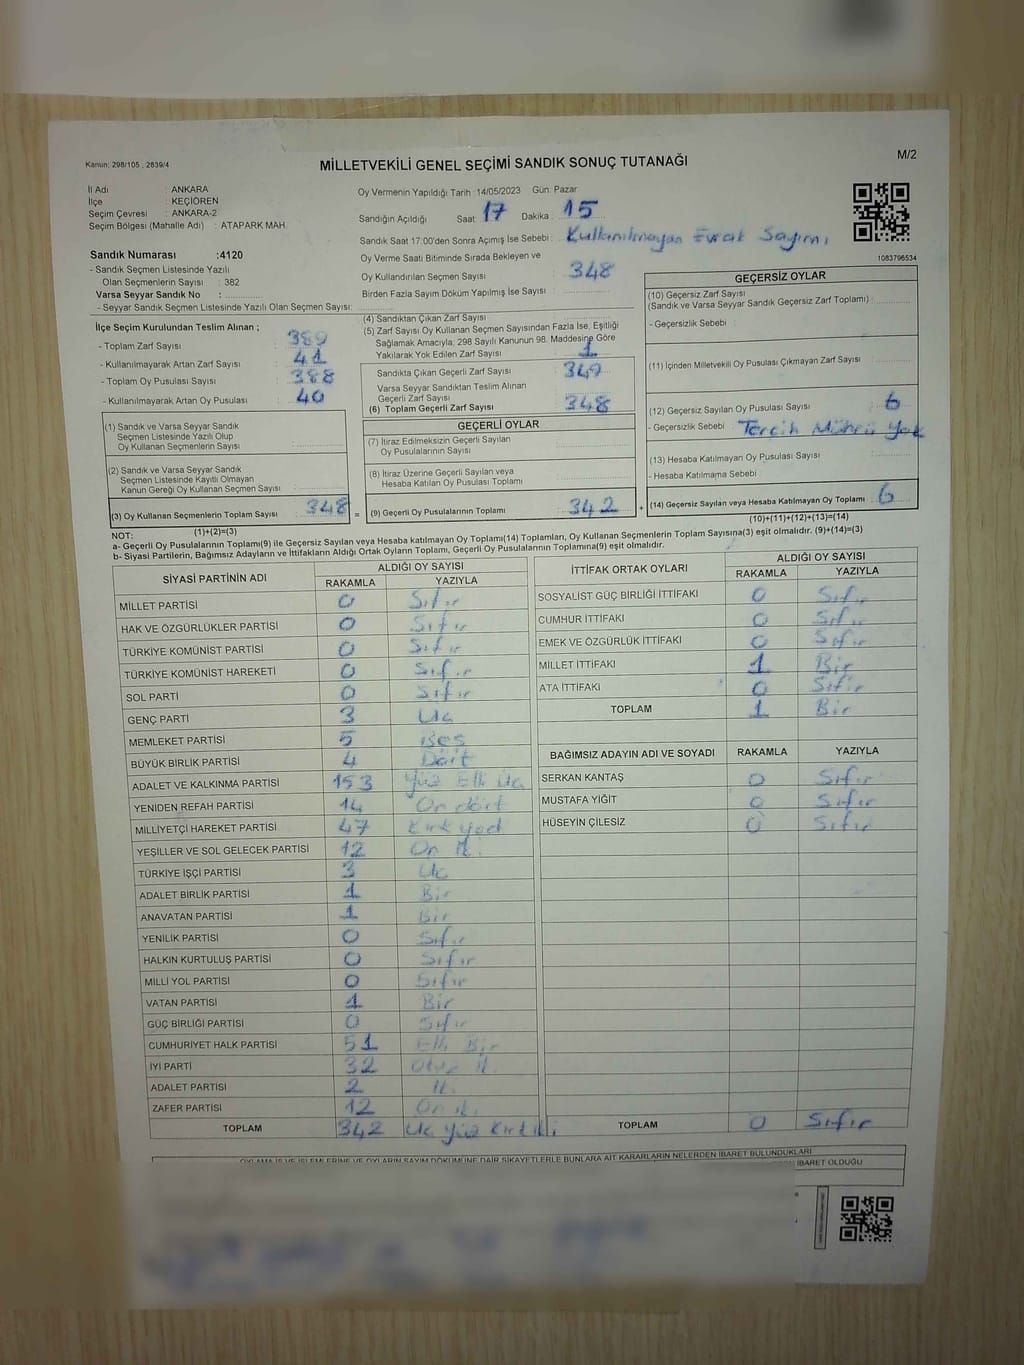 Kanun: 298/105 , 2839/4
MİLLETVEKİLİ GENEL SEÇİMİ SANDIK SONUÇ TUTANAĞI
M/2
İl Adı : ANKARA
İlçe : KEÇİÖREN
Seçim Çevresi : ANKARA-2
Seçim Bölgesi (Mahalle Adı) : ATAPARK MAH.
Oy Vermenin Yapıldığı Tarih : 14/05/2023 Gün: Pazar
Sandığın Açıldığı Saat: 17 Dakika : 15
Sandık Saat 17:00'den Sonra Açımış İse Sebebi : Kullanılmayan Evrak Sayımı
1083796534
Sandık Numarası :4120
- Sandık Seçmen Listesinde Yazılı
Olan Seçmenlerin Sayısı : 382
Varsa Seyyar Sandık No :
- Seyyar Sandık Seçmen Listesinde Yazılı Olan Seçmen Sayısı:
Oy Verme Saati Bitiminde Sırada Bekleyen ve
Oy Kullandırılan Seçmen Sayısı : 348
Birden Fazla Sayım Döküm Yapılmış İse Sayısı :
İlçe Seçim Kurulundan Teslim Alınan ;
- Toplam Zarf Sayısı : 389
- Kullanılmayarak Artan Zarf Sayısı : 41
- Toplam Oy Pusulası Sayısı : 388
- Kullanılmayarak Artan Oy Pusulası : 40
(4) Sandıktan Çıkan Zarf Sayısı :
(5) Zarf Sayısı Oy Kullanan Seçmen Sayısından Fazla İse, Eşitliği
Sağlamak Amacıyla; 298 Sayılı Kanunun 98. Maddesine Göre
Yakılarak Yok Edilen Zarf Sayısı : 1
Sandıkta Çıkan Geçerli Zarf Sayısı : 349
Varsa Seyyar Sandıktan Teslim Alınan
Geçerli Zarf Sayısı :
(6) Toplam Geçerli Zarf Sayısı : 348
GEÇERSİZ OYLAR
(10) Geçersiz Zarf Sayısı
(Sandık ve Varsa Seyyar Sandık Geçersiz Zarf Toplamı) :
- Geçersizlik Sebebi :
(11) İçinden Milletvekili Oy Pusulası Çıkmayan Zarf Sayısı :
(12) Geçersiz Sayılan Oy Pusulası Sayısı : 6
- Geçersizlik Sebebi : Tercih Mührü Yok
(13) Hesaba Katılmayan Oy Pusulası Sayısı :
- Hesaba Katılmama Sebebi :
(14) Geçersiz Sayılan veya Hesaba Katılmayan Oy Toplamı : 6
(10)+(11)+(12)+(13)=(14)
(1) Sandık ve Varsa Seyyar Sandık
Seçmen Listesinde Yazılı Olup
Oy Kullanan Seçmenlerin Sayısı :
(2) Sandık ve Varsa Seyyar Sandık
Seçmen Listesinde Kayıtlı Olmayan
Kanun Gereği Oy Kullanan Seçmen Sayısı :
(3) Oy Kullanan Seçmenlerin Toplam Sayısı : 348 =
(1)+(2)=(3)
GEÇERLİ OYLAR
(7) İtiraz Edilmeksizin Geçerli Sayılan
Oy Pusulalarının Sayısı :
(8) İtiraz Üzerine Geçerli Sayılan veya
Hesaba Katılan Oy Pusulası Toplamı :
(9) Geçerli Oy Pusulalarının Toplamı : 342 +
NOT:
a- Geçerli Oy Pusulalarının Toplamı(9) ile Geçersiz Sayılan veya Hesaba katılmayan Oy Toplamı(14) Toplamları, Oy Kullanan Seçmenlerin Toplam Sayısına(3) eşit olmalıdır. (9)+(14)=(3)
b- Siyasi Partilerin, Bağımsız Adayların ve İttifakların Aldığı Ortak Oyların Toplamı, Geçerli Oy Pusulalarının Toplamına(9) eşit olmalıdır.
SİYASİ PARTİNİN ADI ALDIĞI OY SAYISI
RAKAMLA YAZIYLA
MİLLET PARTİSİ 0 Sıfır
HAK VE ÖZGÜRLÜKLER PARTİSİ 0 Sıfır
TÜRKİYE KOMÜNİST PARTİSİ 0 Sıfır
TÜRKİYE KOMÜNİST HAREKETİ 0 Sıfır
SOL PARTİ 0 Sıfır
GENÇ PARTİ 3 Üç
MEMLEKET PARTİSİ 5 Beş
BÜYÜK BİRLİK PARTİSİ 4 Dört
ADALET VE KALKINMA PARTİSİ 153 Yüz Elli Üç
YENİDEN REFAH PARTİSİ 14 On dört
MİLLİYETÇİ HAREKET PARTİSİ 47 Kırk yedi
YEŞİLLER VE SOL GELECEK PARTİSİ 12 On İki
TÜRKİYE İŞÇİ PARTİSİ 3 Üç
ADALET BİRLİK PARTİSİ 1 Bir
ANAVATAN PARTİSİ 1 Bir
YENİLİK PARTİSİ 0 Sıfır
HALKIN KURTULUŞ PARTİSİ 0 Sıfır
MİLLİ YOL PARTİSİ 0 Sıfır
VATAN PARTİSİ 1 Bir
GÜÇ BİRLİĞİ PARTİSİ 0 Sıfır
CUMHURİYET HALK PARTİSİ 51 Elli Bir
İYİ PARTİ 32 Otuz İki
ADALET PARTİSİ 2 İki
ZAFER PARTİSİ 12 On iki
TOPLAM 342 Üç Yüz Kırk İki
İTTİFAK ORTAK OYLARI ALDIĞI OY SAYISI
RAKAMLA YAZIYLA
SOSYALİST GÜÇ BİRLİĞİ İTTİFAKI 0 Sıfır
CUMHUR İTTİFAKI 0 Sıfır
EMEK VE ÖZGÜRLÜK İTTİFAKI 0 Sıfır
MİLLET İTTİFAKI 1 Bir
ATA İTTİFAKI 0 Sıfır
TOPLAM 1 Bir
BAĞIMSIZ ADAYIN ADI VE SOYADI RAKAMLA YAZIYLA
SERKAN KANTAŞ 0 Sıfır
MUSTAFA YİĞİT 0 Sıfır
HÜSEYİN ÇİLESİZ 0 Sıfır
TOPLAM 0 Sıfır
OYLAMA İŞ VE İŞLEMLERİNE VE OYLARIN SAYIM DÖKÜMÜNE DAİR ŞİKAYETLERLE BUNLARA AİT KARARLARIN NELERDEN İBARET BULUNDUKLARI
İBARET OLDUĞU